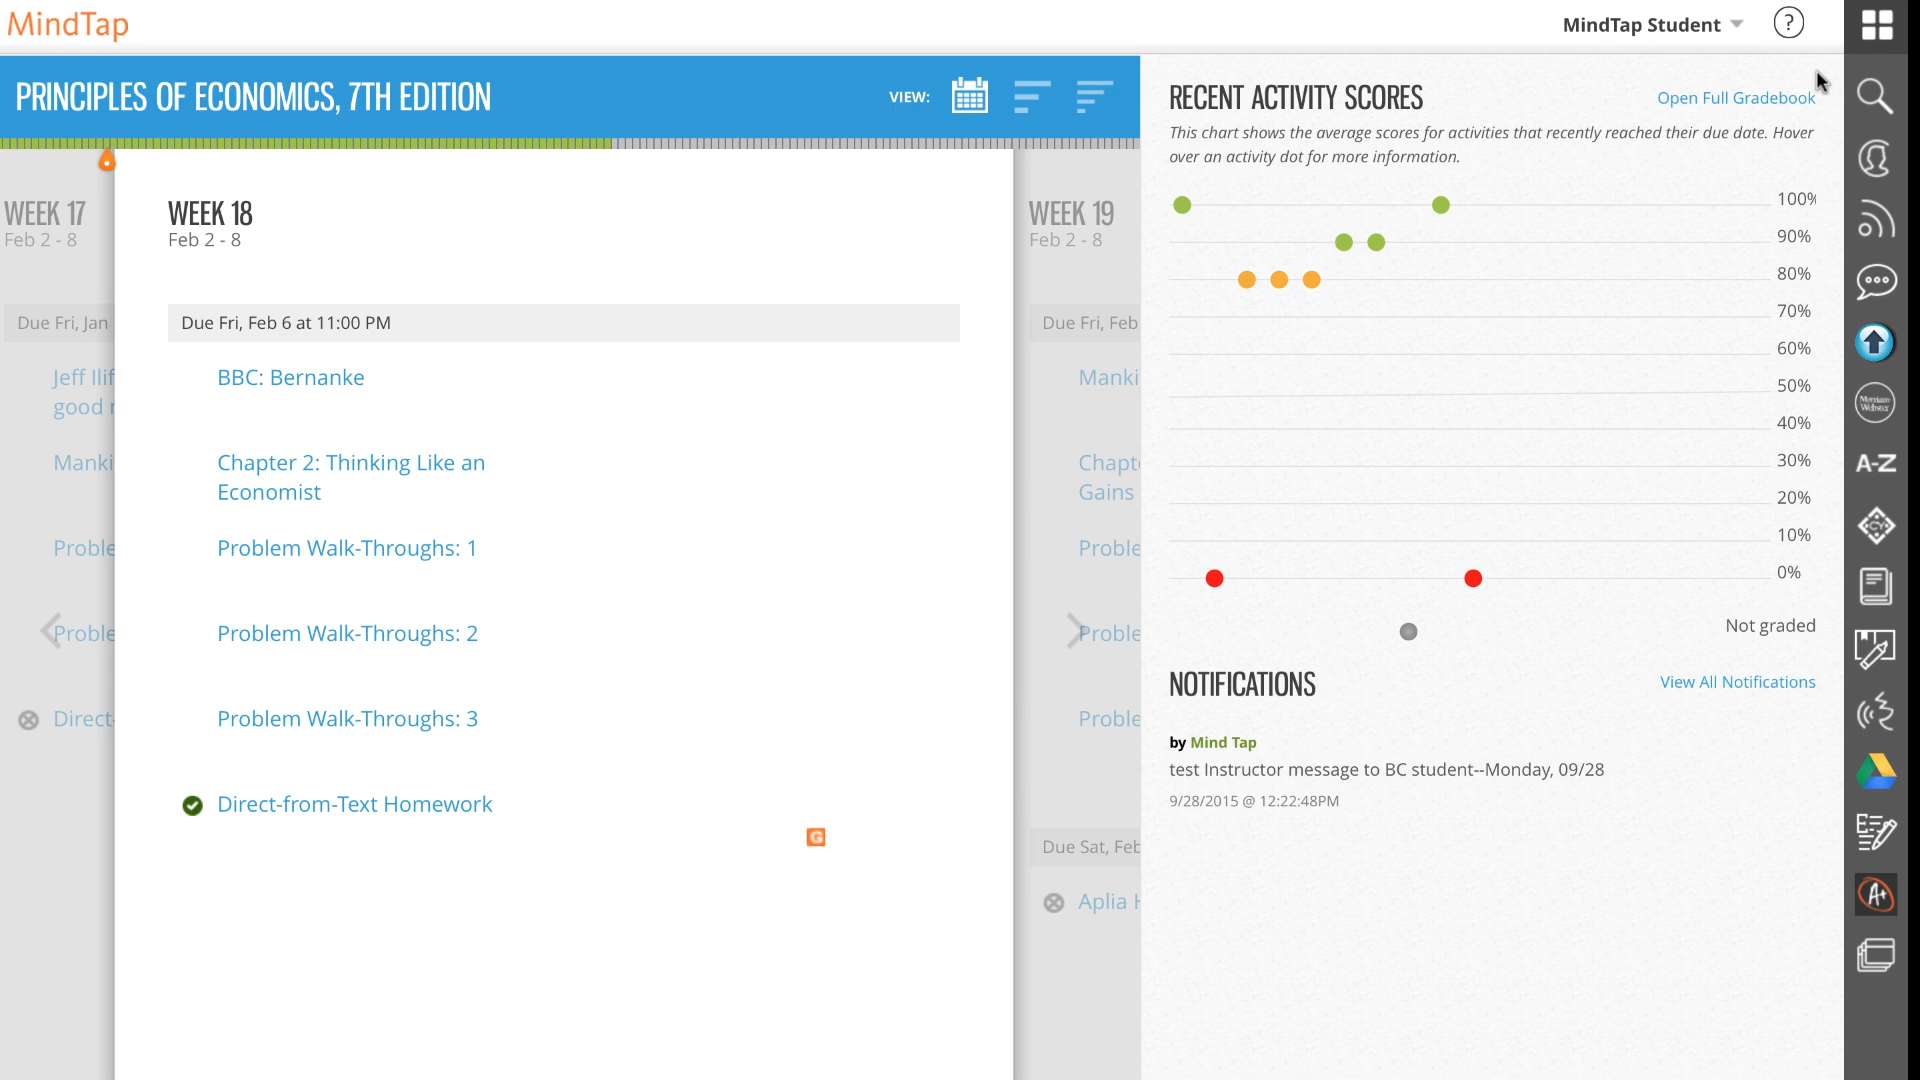 MindTap
MindTap Student
?
PRINCIPLES OF ECONOMICS, 7TH EDITION
VIEW:
WEEK 17
Feb 2 - 8
Due Fri, Jan
Jeff Ilif
good
Manki
Proble
Proble
Direct-
WEEK 18
Feb 2 - 8
Due Fri, Feb 6 at 11:00 PM
BBC: Bernanke
Chapter 2: Thinking Like an
Economist
Problem Walk-Throughs: 1
Problem Walk-Throughs: 2
Problem Walk-Throughs: 3
Direct-from-Text Homework
G
WEEK 19
Feb 2 - 8
Due Fri, Feb
Manki
Chapt
Gains
Proble
Proble
Proble
Due Sat, Feb
Aplia H
RECENT ACTIVITY SCORES
Open Full Gradebook
This chart shows the average scores for activities that recently reached their due date. Hover
over an activity dot for more information.
100%
90%
80%
70%
60%
50%
40%
30%
20%
10%
0%
Not graded
NOTIFICATIONS
View All Notifications
by Mind Tap
test Instructor message to BC student--Monday, 09/28
9/28/2015 @ 12:22:48PM
Merriam-
Webster
A-Z
CY
A+